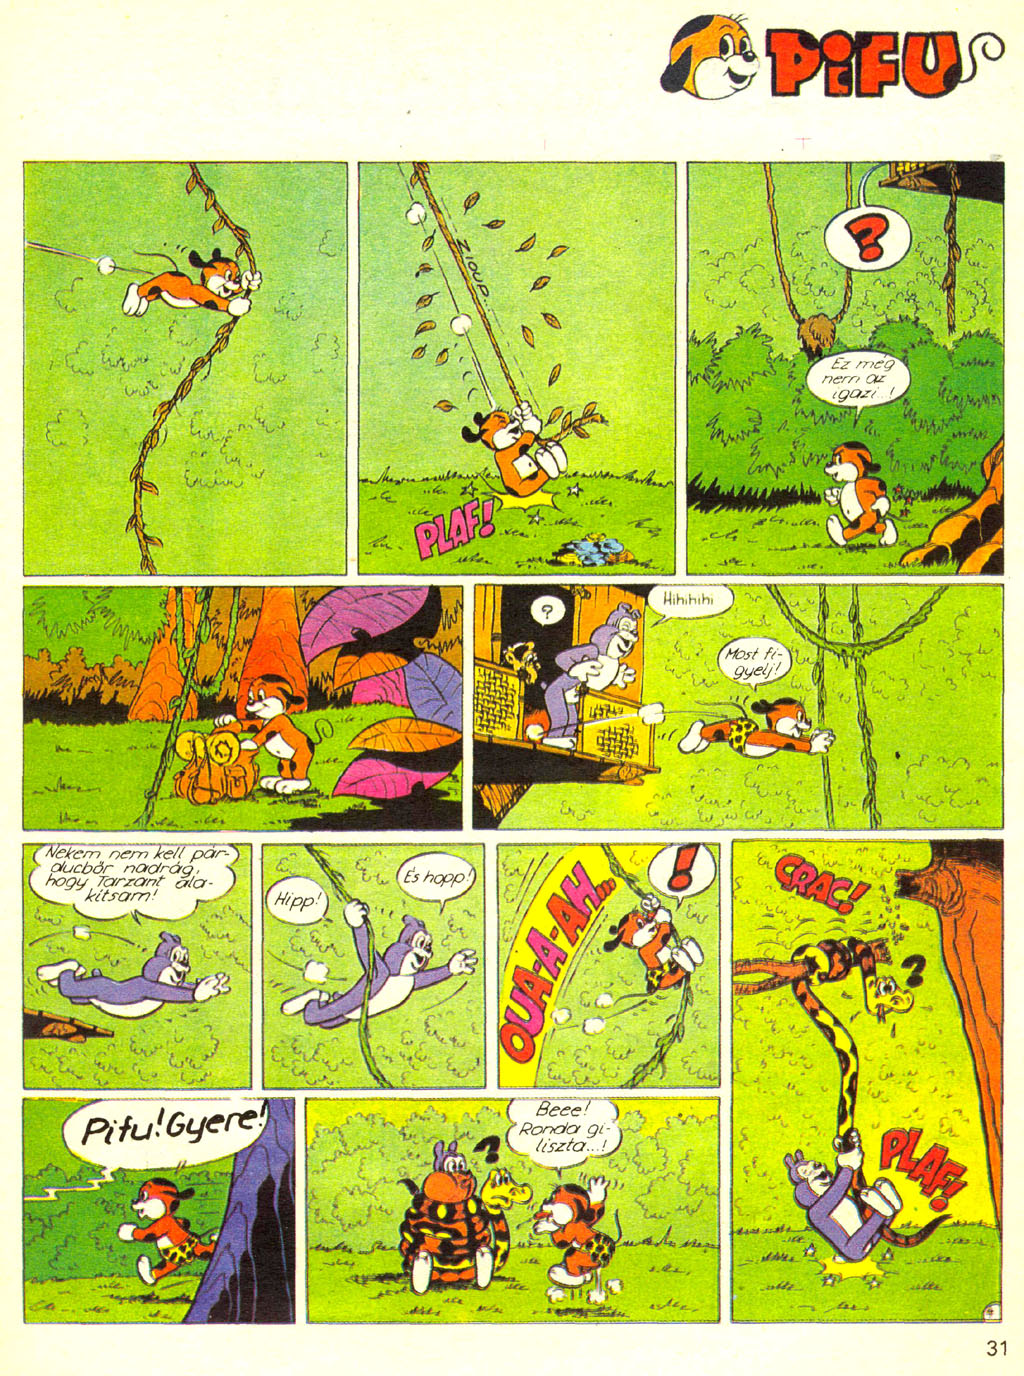 PiFU
ZIOUP...
PLAF!
?
Ez még
nem az
igazi...!
?
Hihihihi
Most fi-
gyelj!
Nekem nem kell pár-
ducbőr nadrág,
hogy Tarzant ala-
kítsam!
Hipp!
És hopp!
OUA-A-AH...
!
CRAC!
?
PLAF!
Pifu! Gyere!
?
Beee!
Ronda gi-
liszta...!
31